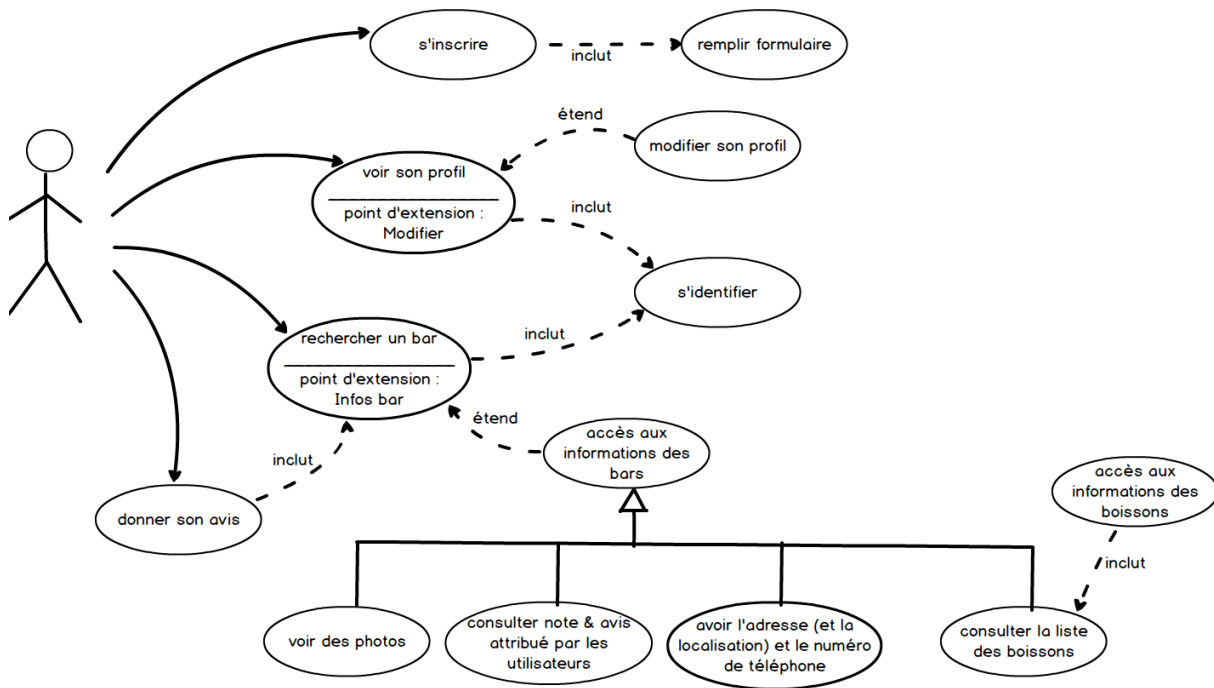 s'inscrire
inclut
remplir formulaire
étend
modifier son profil
voir son profil
point d'extension :
Modifier
inclut
s'identifier
rechercher un bar
point d'extension :
Infos bar
inclut
étend
accès aux
informations des
bars
inclut
donner son avis
accès aux
informations des
boissons
inclut
voir des photos
consulter note & avis
attribué par les
utilisateurs
avoir l'adresse (et la
localisation) et le numéro
de téléphone
consulter la liste
des boissons